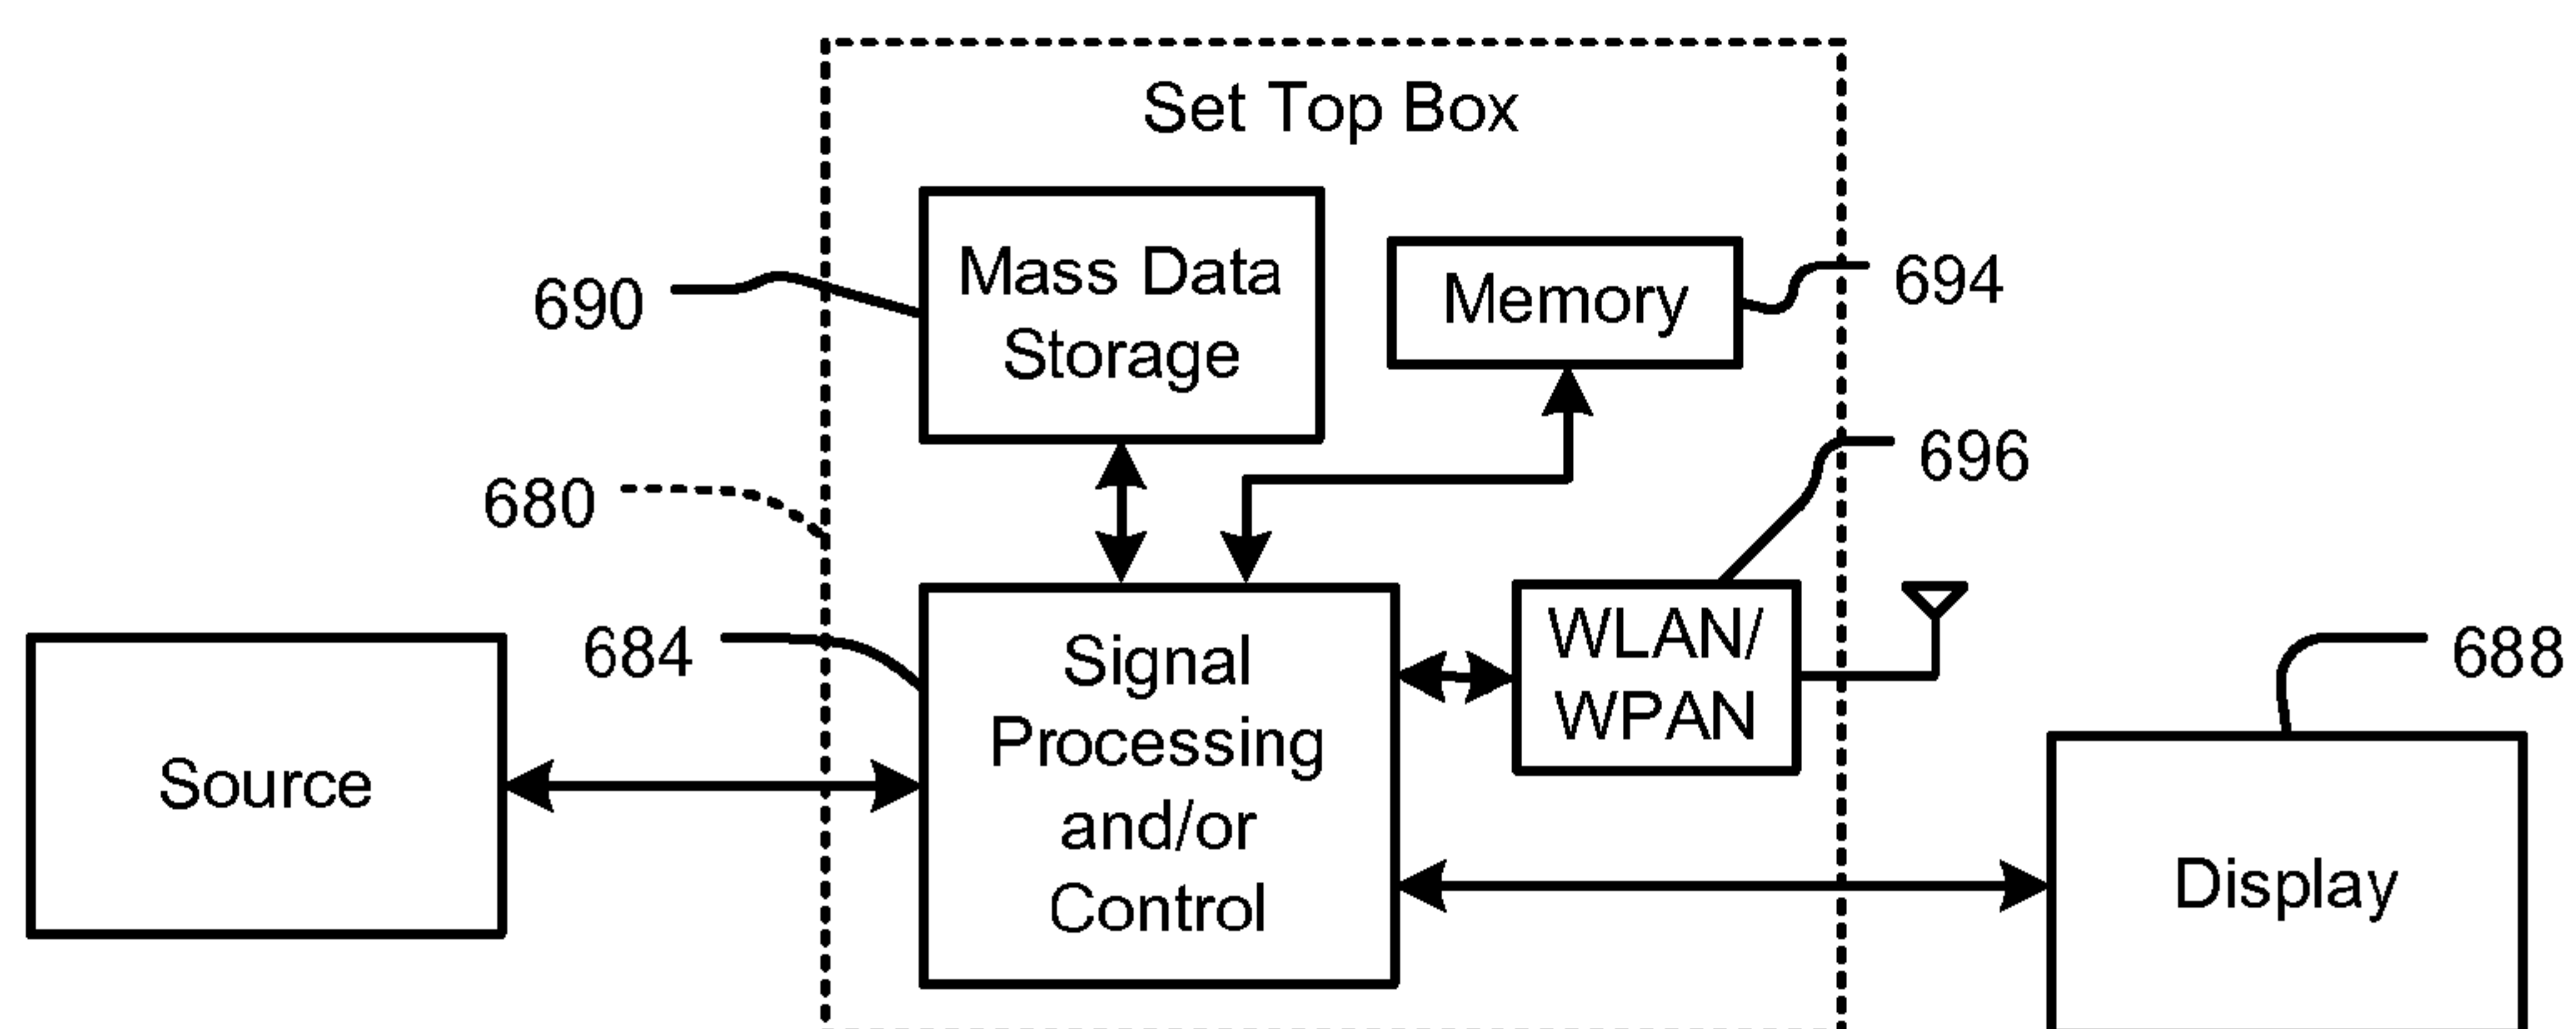 Set Top Box
Mass Data
Storage
690
Memory
694
696
680
684
Signal
Processing
and/or
Control
WLAN/
WPAN
688
Source
Display